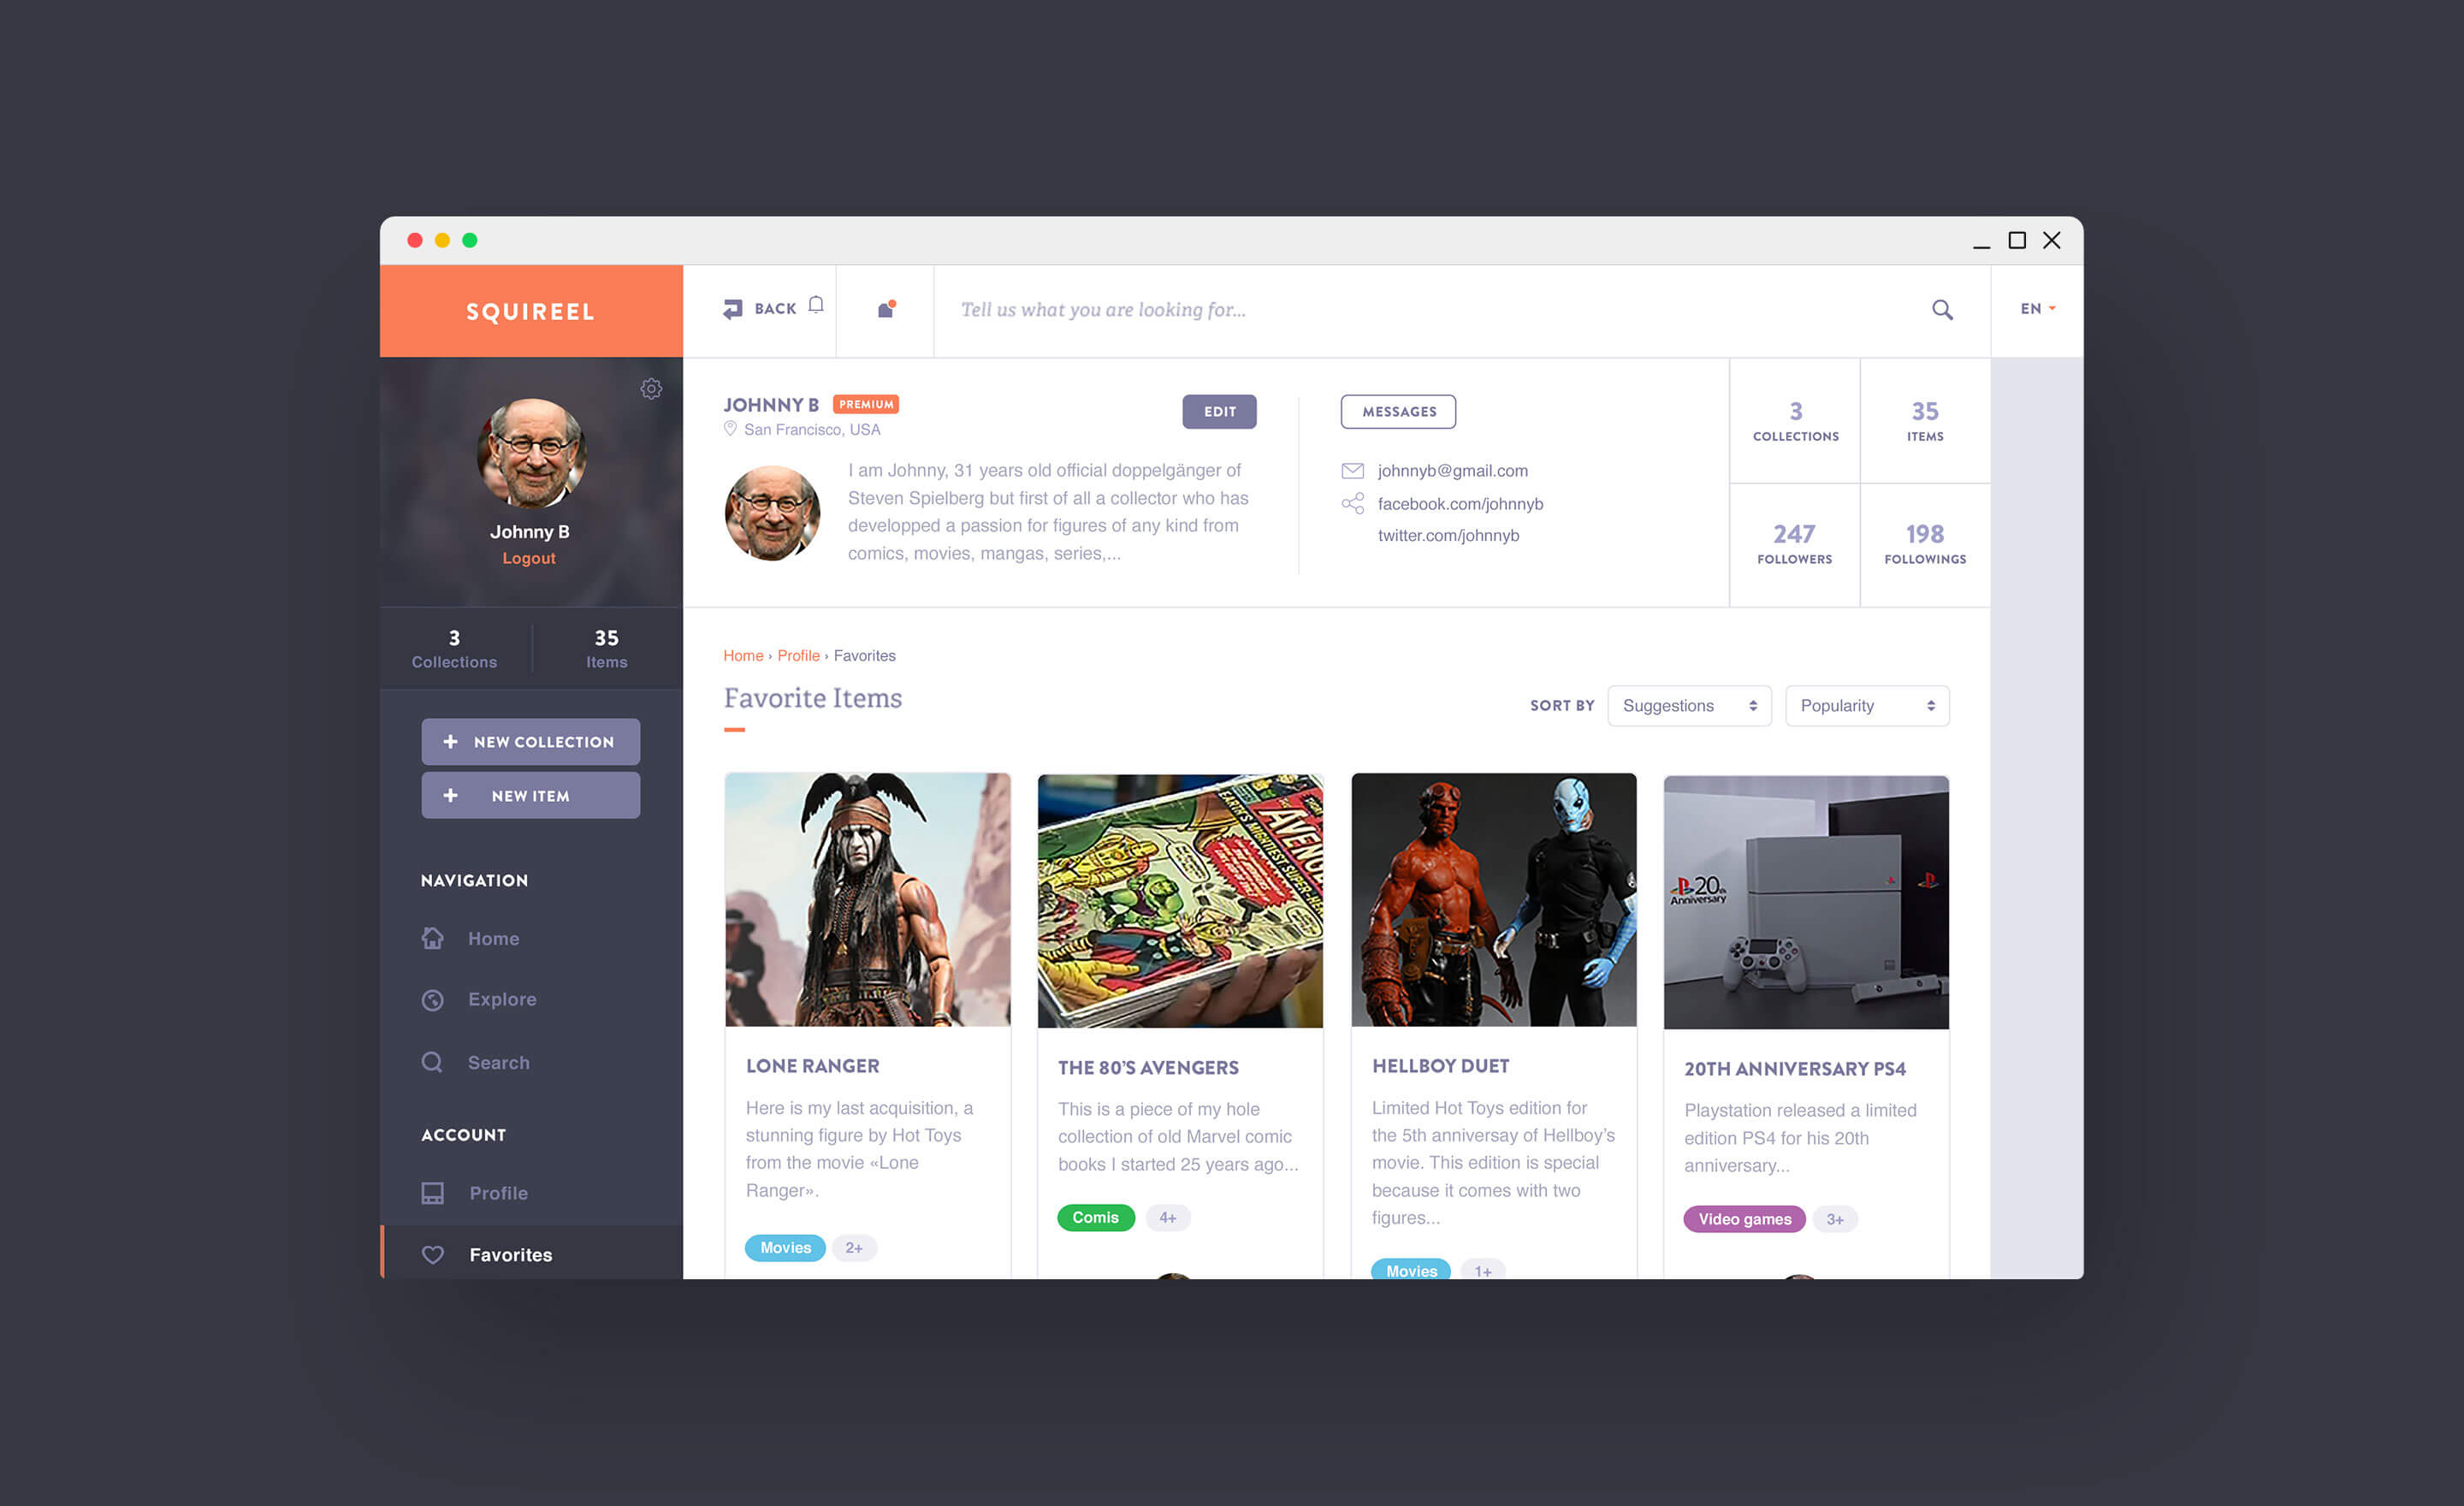 SQUIREEL
BACK
Tell us what you are looking for...
EN
Johnny B
Logout
3
Collections
35
Items
+ NEW COLLECTION
+ NEW ITEM
NAVIGATION
Home
Explore
Search
ACCOUNT
Profile
Favorites
JOHNNY B PREMIUM
San Francisco, USA
EDIT
I am Johnny, 31 years old official doppelgänger of
Steven Spielberg but first of all a collector who has
developped a passion for figures of any kind from
comics, movies, mangas, series,...
MESSAGES
johnnyb@gmail.com
facebook.com/johnnyb
twitter.com/johnnyb
3
COLLECTIONS
35
ITEMS
247
FOLLOWERS
198
FOLLOWINGS
Home › Profile › Favorites
Favorite Items
SORT BY Suggestions Popularity
LONE RANGER
Here is my last acquisition, a
stunning figure by Hot Toys
from the movie «Lone
Ranger».
Movies 2+
EARTH'S MIGHTIEST SUPER-
AVENG
THE 80'S AVENGERS
This is a piece of my hole
collection of old Marvel comic
books I started 25 years ago...
Comis 4+
HELLBOY DUET
Limited Hot Toys edition for
the 5th anniversay of Hellboy's
movie. This edition is special
because it comes with two
figures...
Movies 1+
20th
Anniversary
20TH ANNIVERSARY PS4
Playstation released a limited
edition PS4 for his 20th
anniversary...
Video games 3+